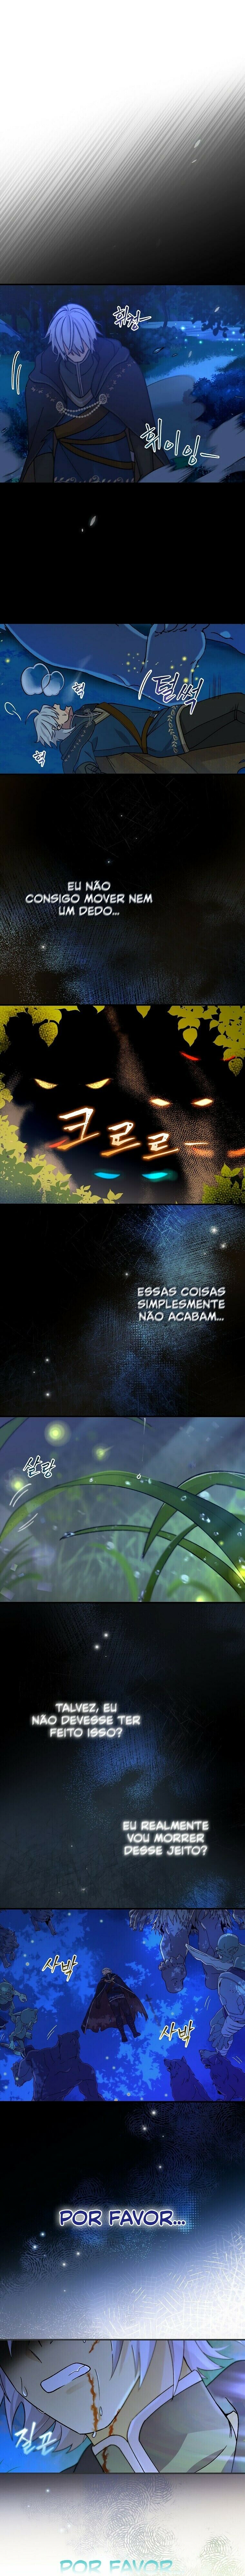 휘청
휘이잉
털썩
헉
헉
EU NÃO
CONSIGO MOVER NEM
UM DEDO...
크르르
ESSAS COISAS
SIMPLESMENTE
NÃO ACABAM...
살랑
TALVEZ, EU
NÃO DEVESSE TER
FEITO ISSO?
EU REALMENTE
VOU MORRER
DESSE JEITO?
사박
사박
POR FAVOR...
질끈
POR FAVOR